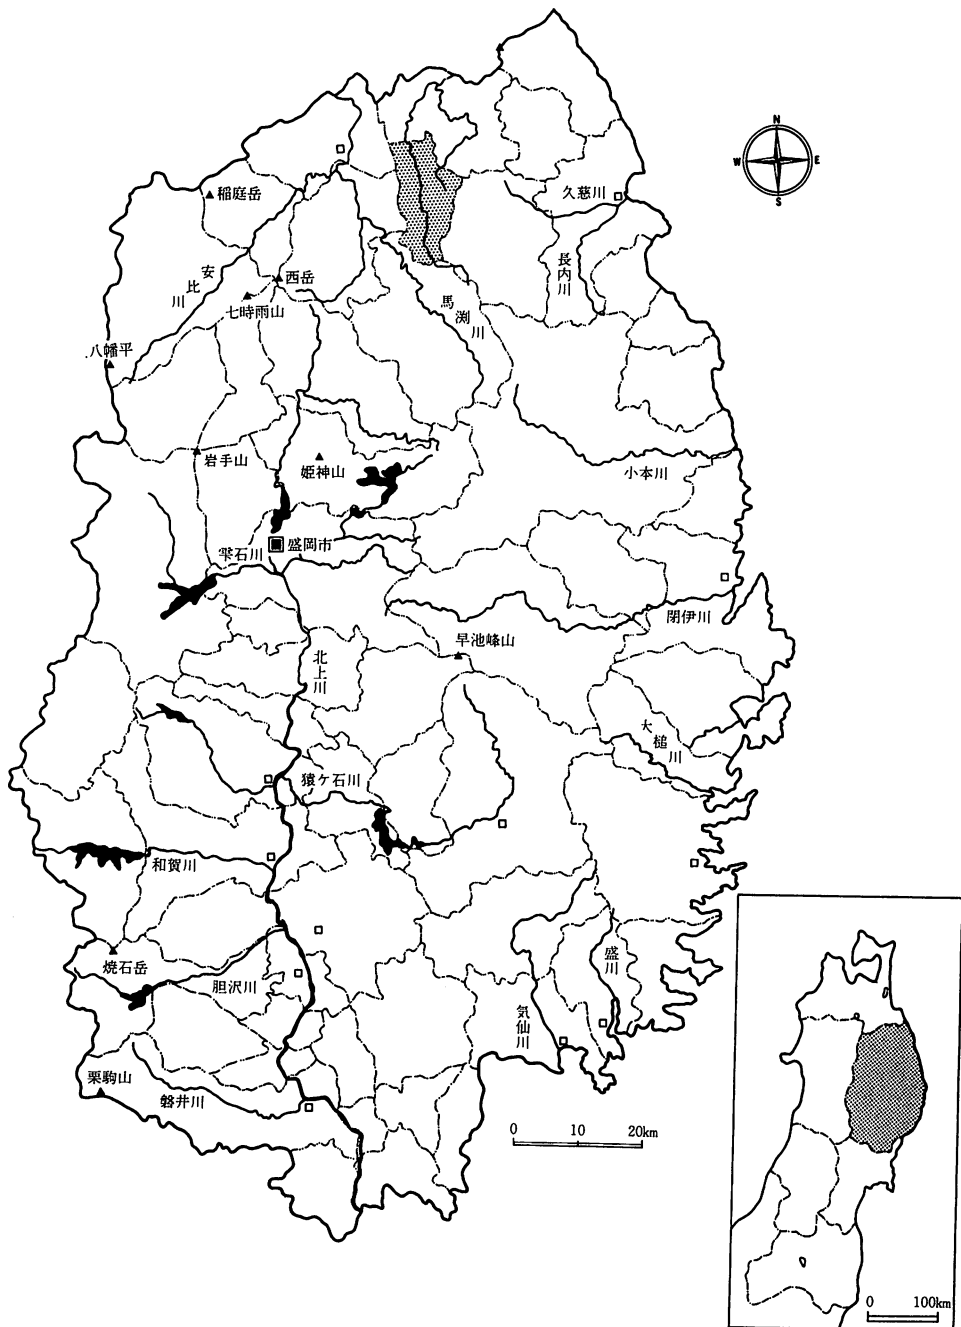 N
W
E
S
稲庭岳
久慈川
安比川
西岳
長内川
七時雨山
馬渕川
八幡平
岩手山
姫神山
小本川
雫石川
盛岡市
閉伊川
早池峰山
北上川
大槌川
猿ケ石川
和賀川
焼石岳
胆沢川
盛川
気仙川
栗駒山
磐井川
0 10 20km
0 100km